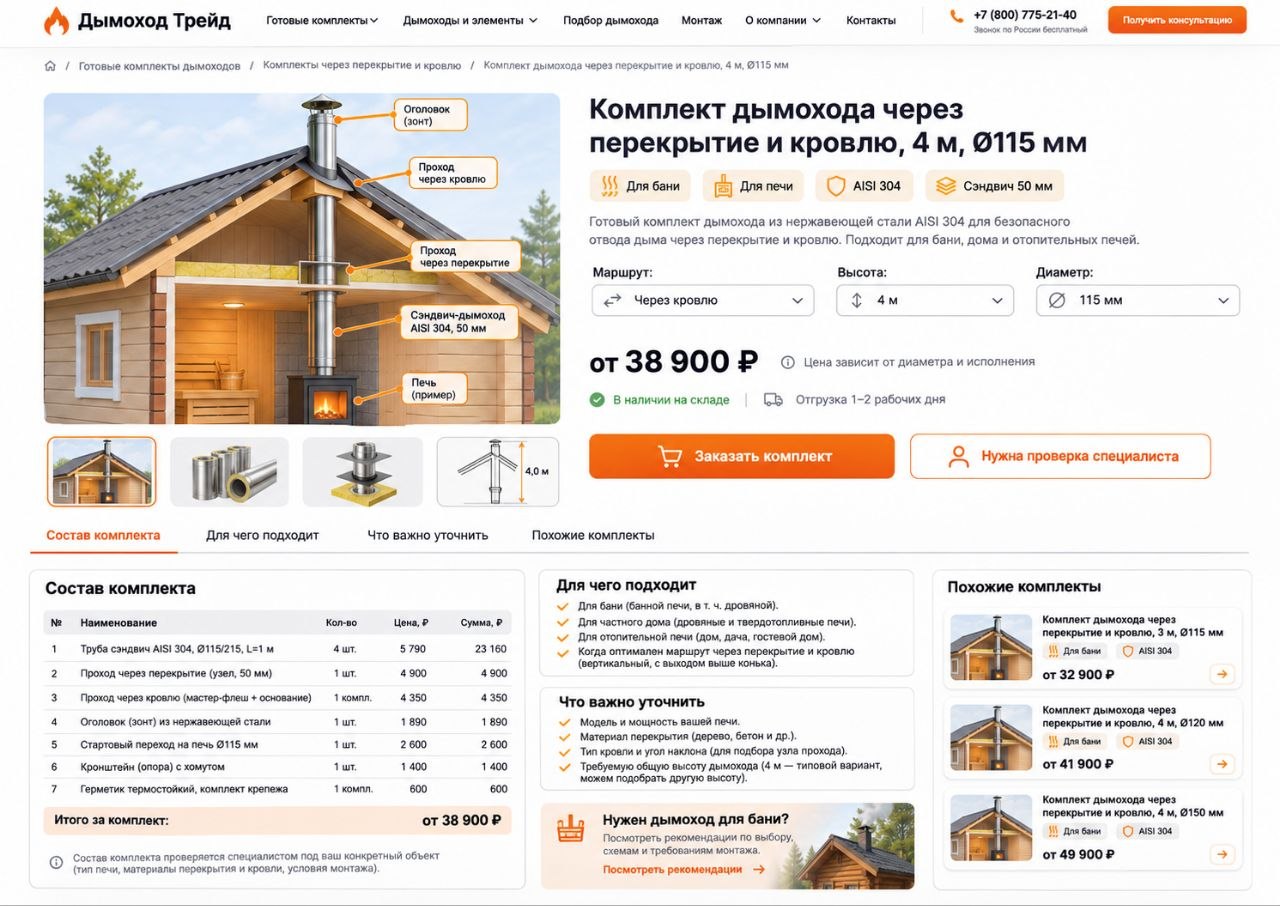 Дымоход Трейд
Готовые комплекты
Дымоходы и элементы
Подбор дымохода
Монтаж
О компании
Контакты
+7 (800) 775-21-40
Звонок по России бесплатный
Получить консультацию
/ Готовые комплекты дымоходов / Комплекты через перекрытие и кровлю / Комплект дымохода через перекрытие и кровлю, 4 м, Ø115 мм
Оголовок
(зонт)
Проход
через кровлю
Проход
через перекрытие
Сэндвич-дымоход
AISI 304, 50 мм
Печь
(пример)
4,0 м
Комплект дымохода через
перекрытие и кровлю, 4 м, Ø115 мм
Для бани
Для печи
AISI 304
Сэндвич 50 мм
Готовый комплект дымохода из нержавеющей стали AISI 304 для безопасного
отвода дыма через перекрытие и кровлю. Подходит для бани, дома и отопительных печей.
Маршрут:
Через кровлю
Высота:
4 м
Диаметр:
115 мм
от 38 900 ₽
Цена зависит от диаметра и исполнения
В наличии на складе
Отгрузка 1–2 рабочих дня
Заказать комплект
Нужна проверка специалиста
Состав комплекта
Для чего подходит
Что важно уточнить
Похожие комплекты
Состав комплекта
№ Наименование Кол-во Цена, ₽ Сумма, ₽
1 Труба сэндвич AISI 304, Ø115/215, L=1 м 4 шт. 5 790 23 160
2 Проход через перекрытие (узел, 50 мм) 1 шт. 4 900 4 900
3 Проход через кровлю (мастер-флеш + основание) 1 компл. 4 350 4 350
4 Оголовок (зонт) из нержавеющей стали 1 шт. 1 890 1 890
5 Стартовый переход на печь Ø115 мм 1 шт. 2 600 2 600
6 Кронштейн (опора) с хомутом 1 шт. 1 400 1 400
7 Герметик термостойкий, комплект крепежа 1 компл. 600 600
Итого за комплект: от 38 900 ₽
Состав комплекта проверяется специалистом под ваш конкретный объект
(тип печи, материалы перекрытия и кровли, условия монтажа).
Для чего подходит
Для бани (банной печи, в т. ч. дровяной).
Для частного дома (дровяные и твердотопливные печи).
Для отопительной печи (дом, дача, гостевой дом).
Когда оптимален маршрут через перекрытие и кровлю
(вертикальный, с выходом выше конька).
Что важно уточнить
Модель и мощность вашей печи.
Материал перекрытия (дерево, бетон и др.).
Тип кровли и угол наклона (для подбора узла прохода).
Требуемую общую высоту дымохода (4 м — типовой вариант,
можем подобрать другую высоту).
Нужен дымоход для бани?
Посмотреть рекомендации по выбору,
схемам и требованиям монтажа.
Посмотреть рекомендации
Похожие комплекты
Комплект дымохода через
перекрытие и кровлю, 3 м, Ø115 мм
Для бани
AISI 304
от 32 900 ₽
Комплект дымохода через
перекрытие и кровлю, 4 м, Ø120 мм
Для бани
AISI 304
от 41 900 ₽
Комплект дымохода через
перекрытие и кровлю, 4 м, Ø150 мм
Для бани
AISI 304
от 49 900 ₽